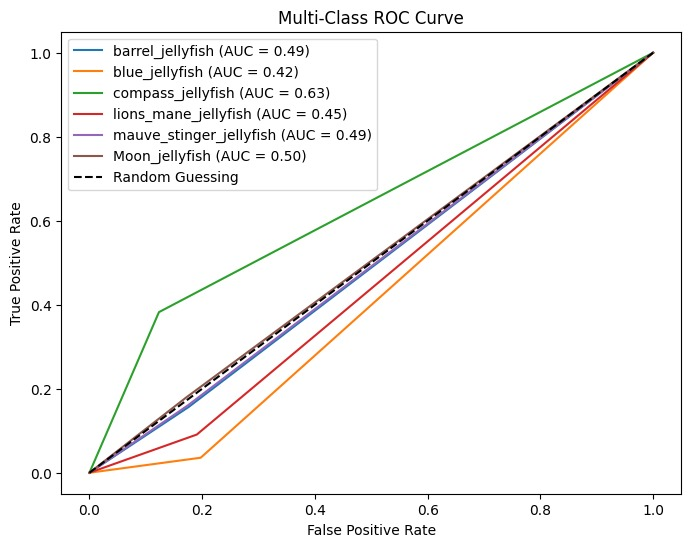 Multi-Class ROC Curve
barrel_jellyfish (AUC = 0.49)
blue_jellyfish (AUC = 0.42)
compass_jellyfish (AUC = 0.63)
lions_mane_jellyfish (AUC = 0.45)
mauve_stinger_jellyfish (AUC = 0.49)
Moon_jellyfish (AUC = 0.50)
Random Guessing
True Positive Rate
1.0
0.8
0.6
0.4
0.2
0.0
0.0 0.2 0.4 0.6 0.8 1.0
False Positive Rate